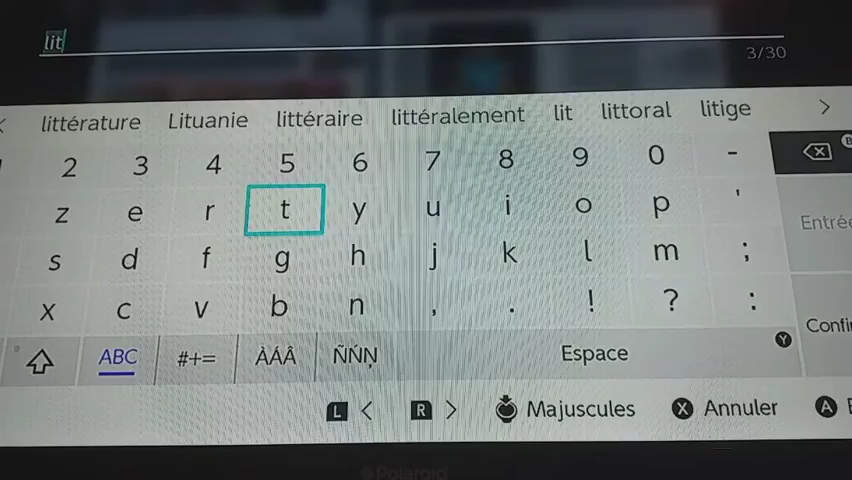 lit
3/30
littérature Lituanie littéraire littéralement lit littoral litige >
2 3 4 5 6 7 8 9 0 -
z e r t y u i o p '
s d f g h j k l m ;
x c v b n , . ! ? :
ABC #+= ÀÁÂ ÑŃŅ Espace Y
L < R > Majuscules X Annuler A
Polaroid